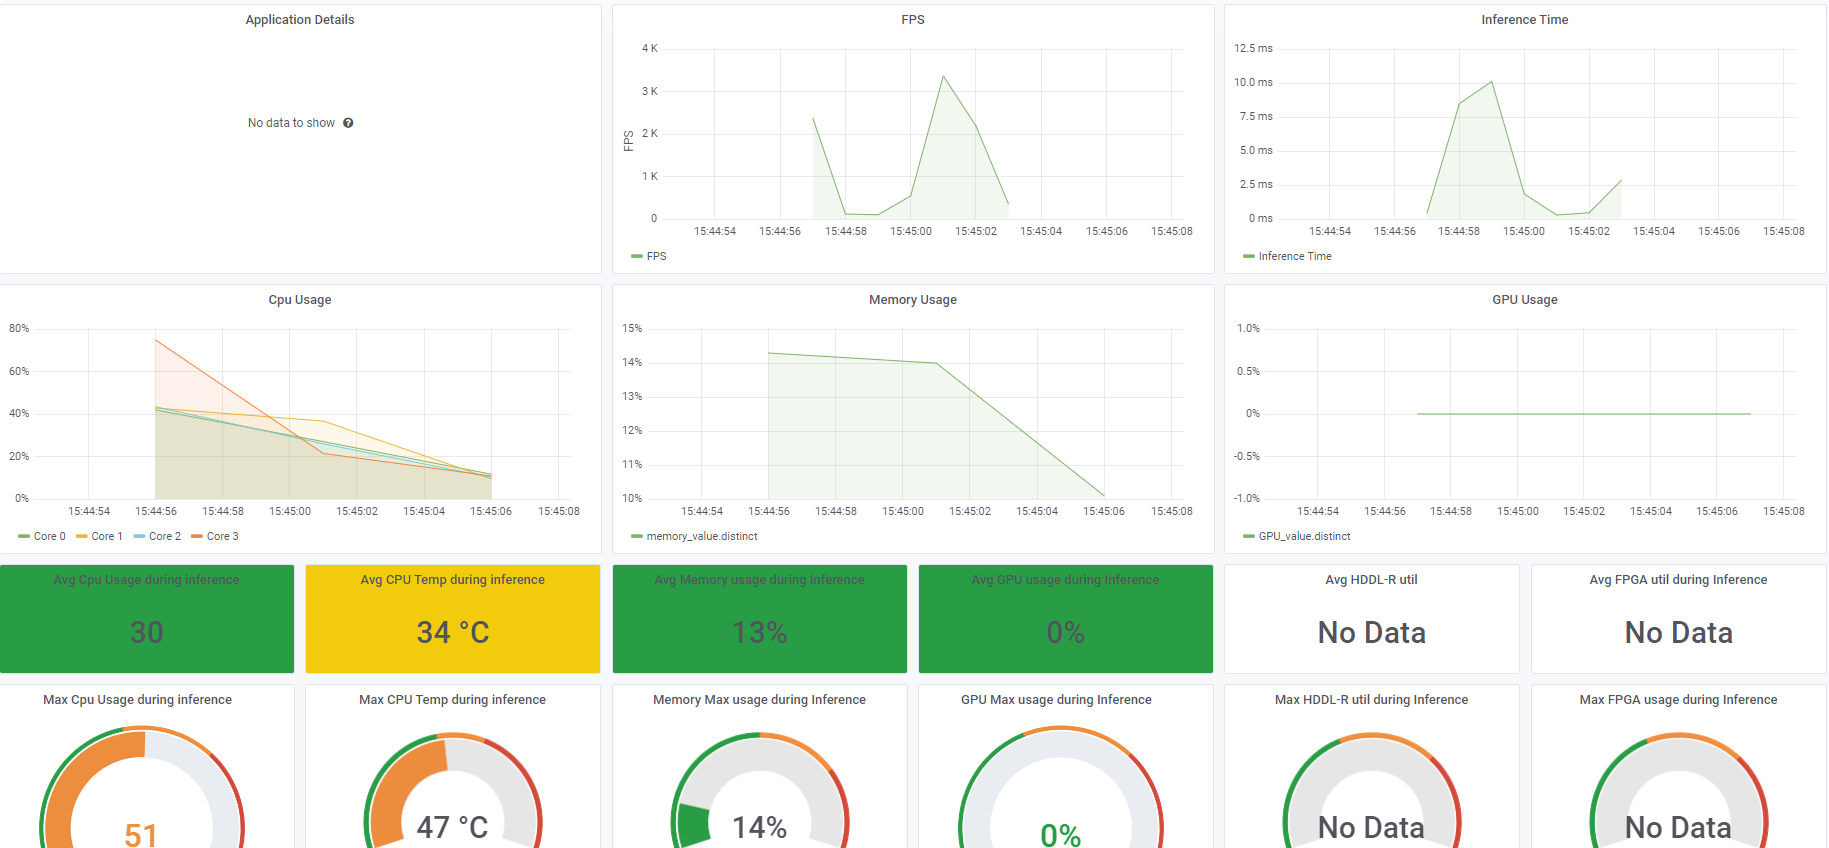 Application Details
No data to show
FPS
4 K
3 K
2 K
1 K
0
FPS
15:44:54 15:44:56 15:44:58 15:45:00 15:45:02 15:45:04 15:45:06 15:45:08
FPS
Inference Time
12.5 ms
10.0 ms
7.5 ms
5.0 ms
2.5 ms
0 ms
15:44:54 15:44:56 15:44:58 15:45:00 15:45:02 15:45:04 15:45:06 15:45:08
Inference Time
Cpu Usage
80%
60%
40%
20%
0%
15:44:54 15:44:56 15:44:58 15:45:00 15:45:02 15:45:04 15:45:06 15:45:08
Core 0 Core 1 Core 2 Core 3
Memory Usage
15%
14%
13%
12%
11%
10%
15:44:54 15:44:56 15:44:58 15:45:00 15:45:02 15:45:04 15:45:06 15:45:08
memory_value.distinct
GPU Usage
1.0%
0.5%
0%
-0.5%
-1.0%
15:44:54 15:44:56 15:44:58 15:45:00 15:45:02 15:45:04 15:45:06 15:45:08
GPU_value.distinct
Avg Cpu Usage during inference
30
Avg CPU Temp during inference
34 °C
Avg Memory usage during Inference
13%
Avg GPU usage during Inference
0%
Avg HDDL-R util
No Data
Avg FPGA util during Inference
No Data
Max Cpu Usage during inference
51
Max CPU Temp during inference
47 °C
Memory Max usage during Inference
14%
GPU Max usage during Inference
0%
Max HDDL-R util during Inference
No Data
Max FPGA usage during Inference
No Data